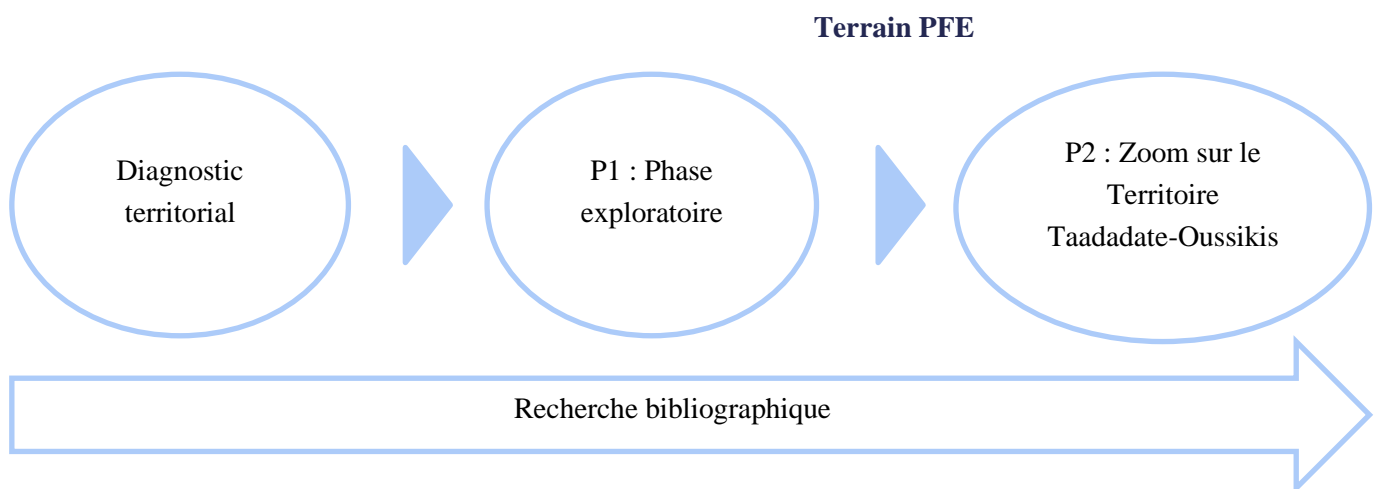 Terrain PFE
Diagnostic
territorial
P1 : Phase
exploratoire
P2 : Zoom sur le
Territoire
Taadadate-Oussikis
Recherche bibliographique